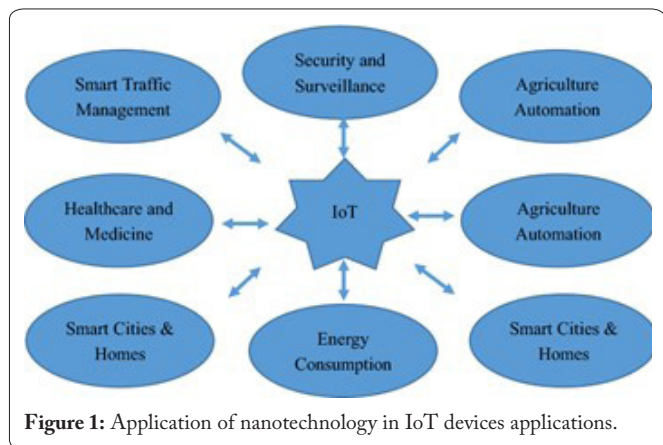 Security and
Surveillance
Smart Traffic
Management
Agriculture
Automation
Healthcare and
Medicine
IoT
Agriculture
Automation
Smart Cities &
Homes
Energy
Consumption
Smart Cities &
Homes
Figure 1: Application of nanotechnology in IoT devices applications.